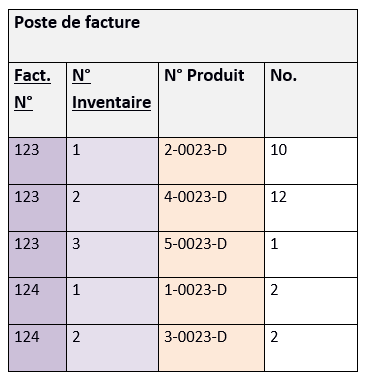 Poste de facture
Fact. N° N° Inventaire N° Produit No.
123 1 2-0023-D 10
123 2 4-0023-D 12
123 3 5-0023-D 1
124 1 1-0023-D 2
124 2 3-0023-D 2